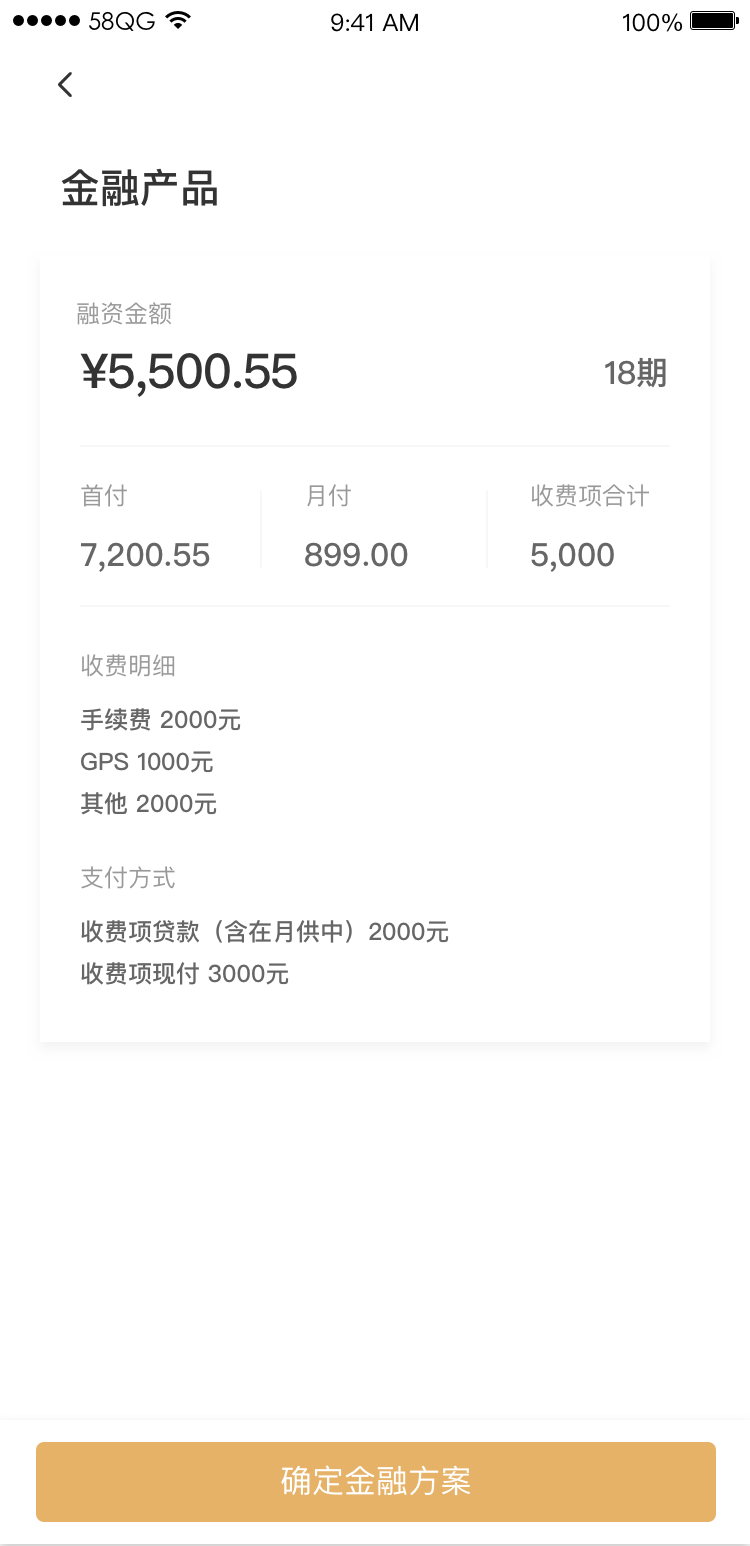 58QG 9:41 AM 100%
金融产品
融资金额
¥5,500.55 18期
首付 月付 收费项合计
7,200.55 899.00 5,000
收费明细
手续费 2000元
GPS 1000元
其他 2000元
支付方式
收费项贷款（含在月供中）2000元
收费项现付 3000元
确定金融方案